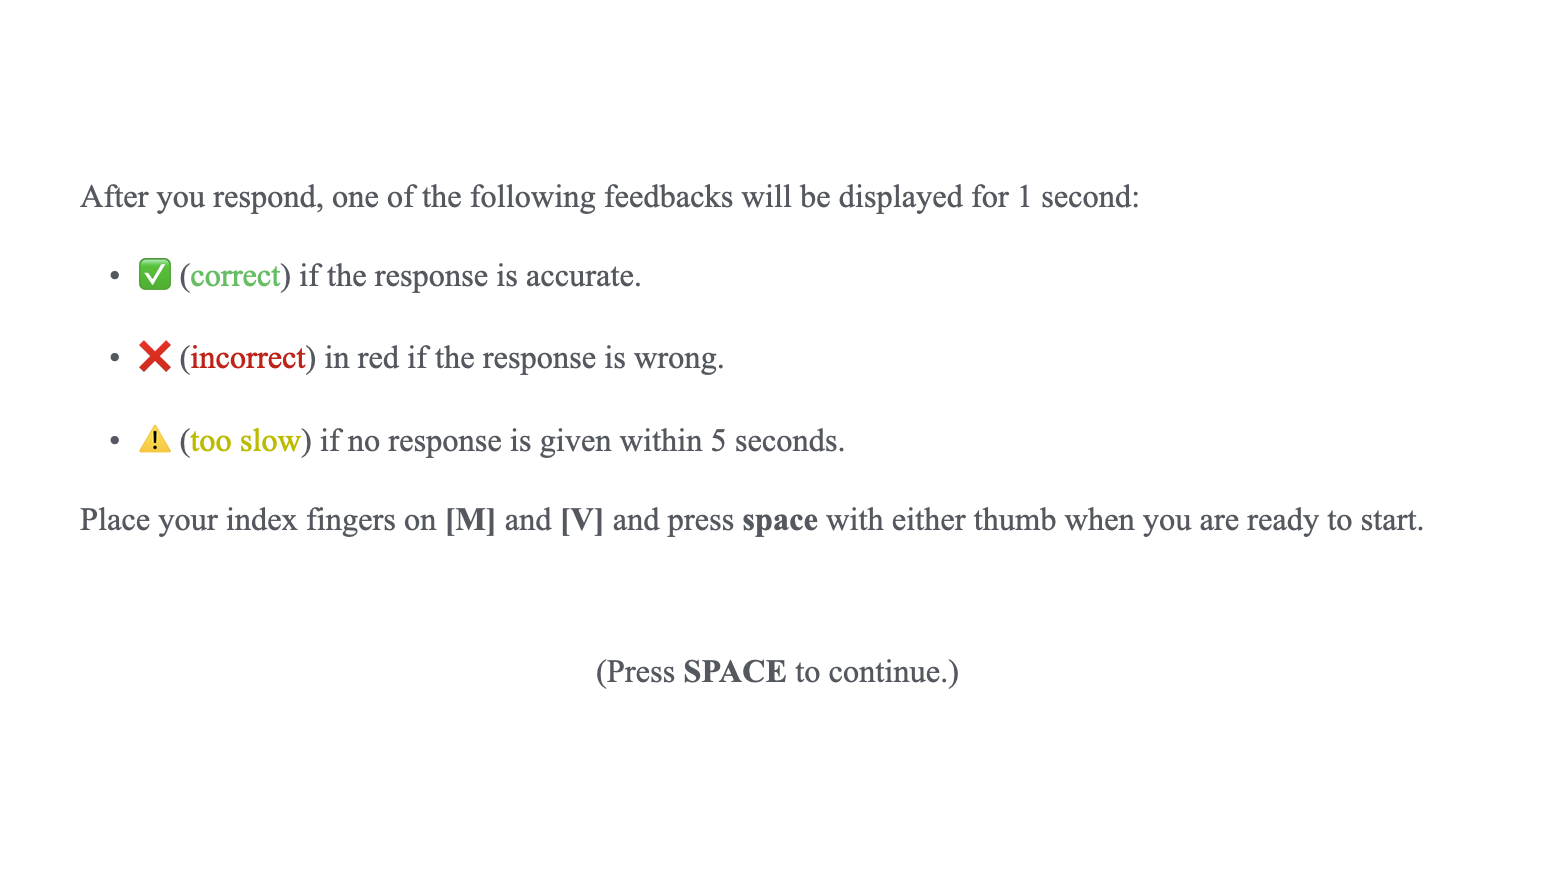 After you respond, one of the following feedbacks will be displayed for 1 second:
• ✅ (correct) if the response is accurate.
• ❌ (incorrect) in red if the response is wrong.
• ⚠️ (too slow) if no response is given within 5 seconds.
Place your index fingers on [M] and [V] and press space with either thumb when you are ready to start.
(Press SPACE to continue.)